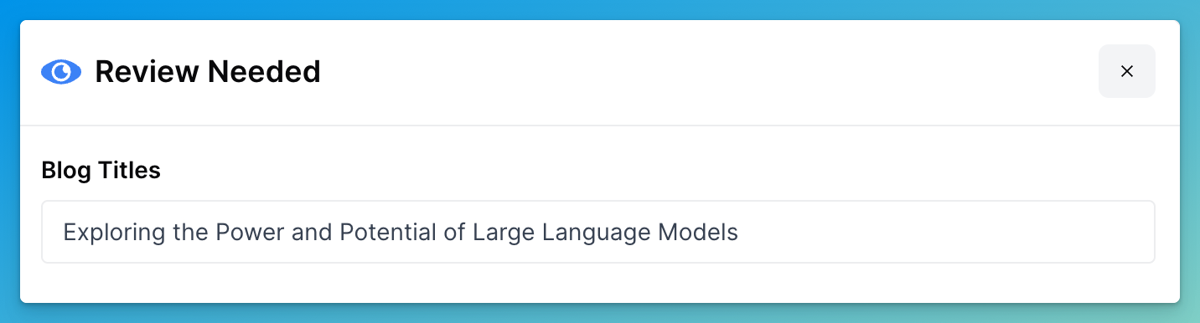 Review Needed
Blog Titles
Exploring the Power and Potential of Large Language Models